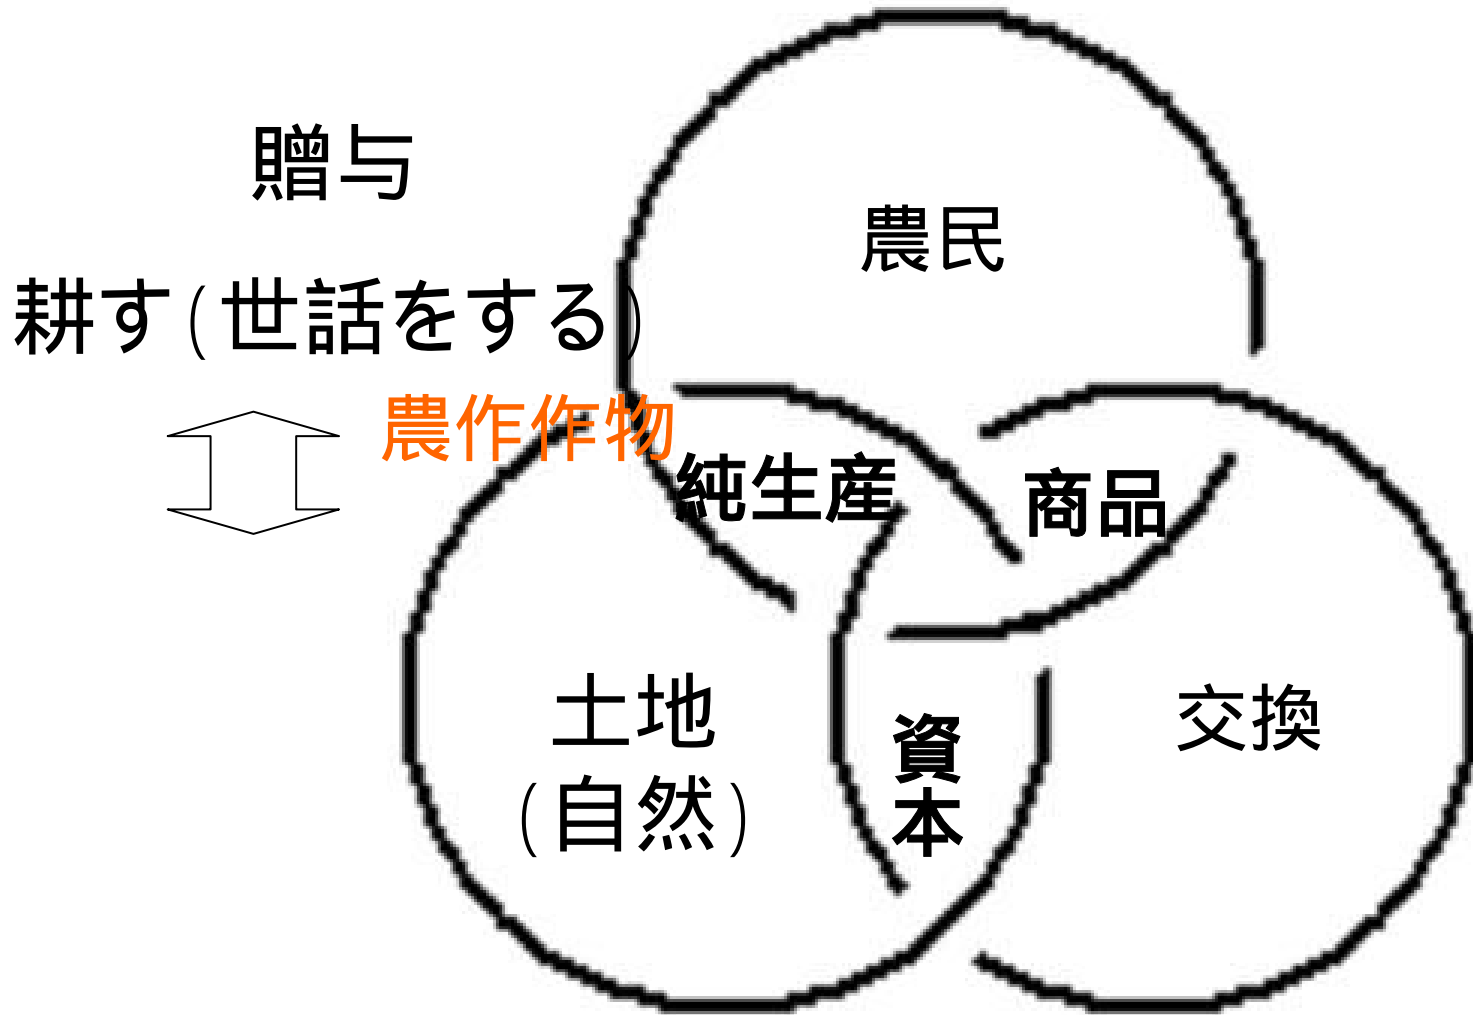 贈与
農民
耕す(世話をする)
農作作物
純生産
商品
土地
(自然)
資
本
交換